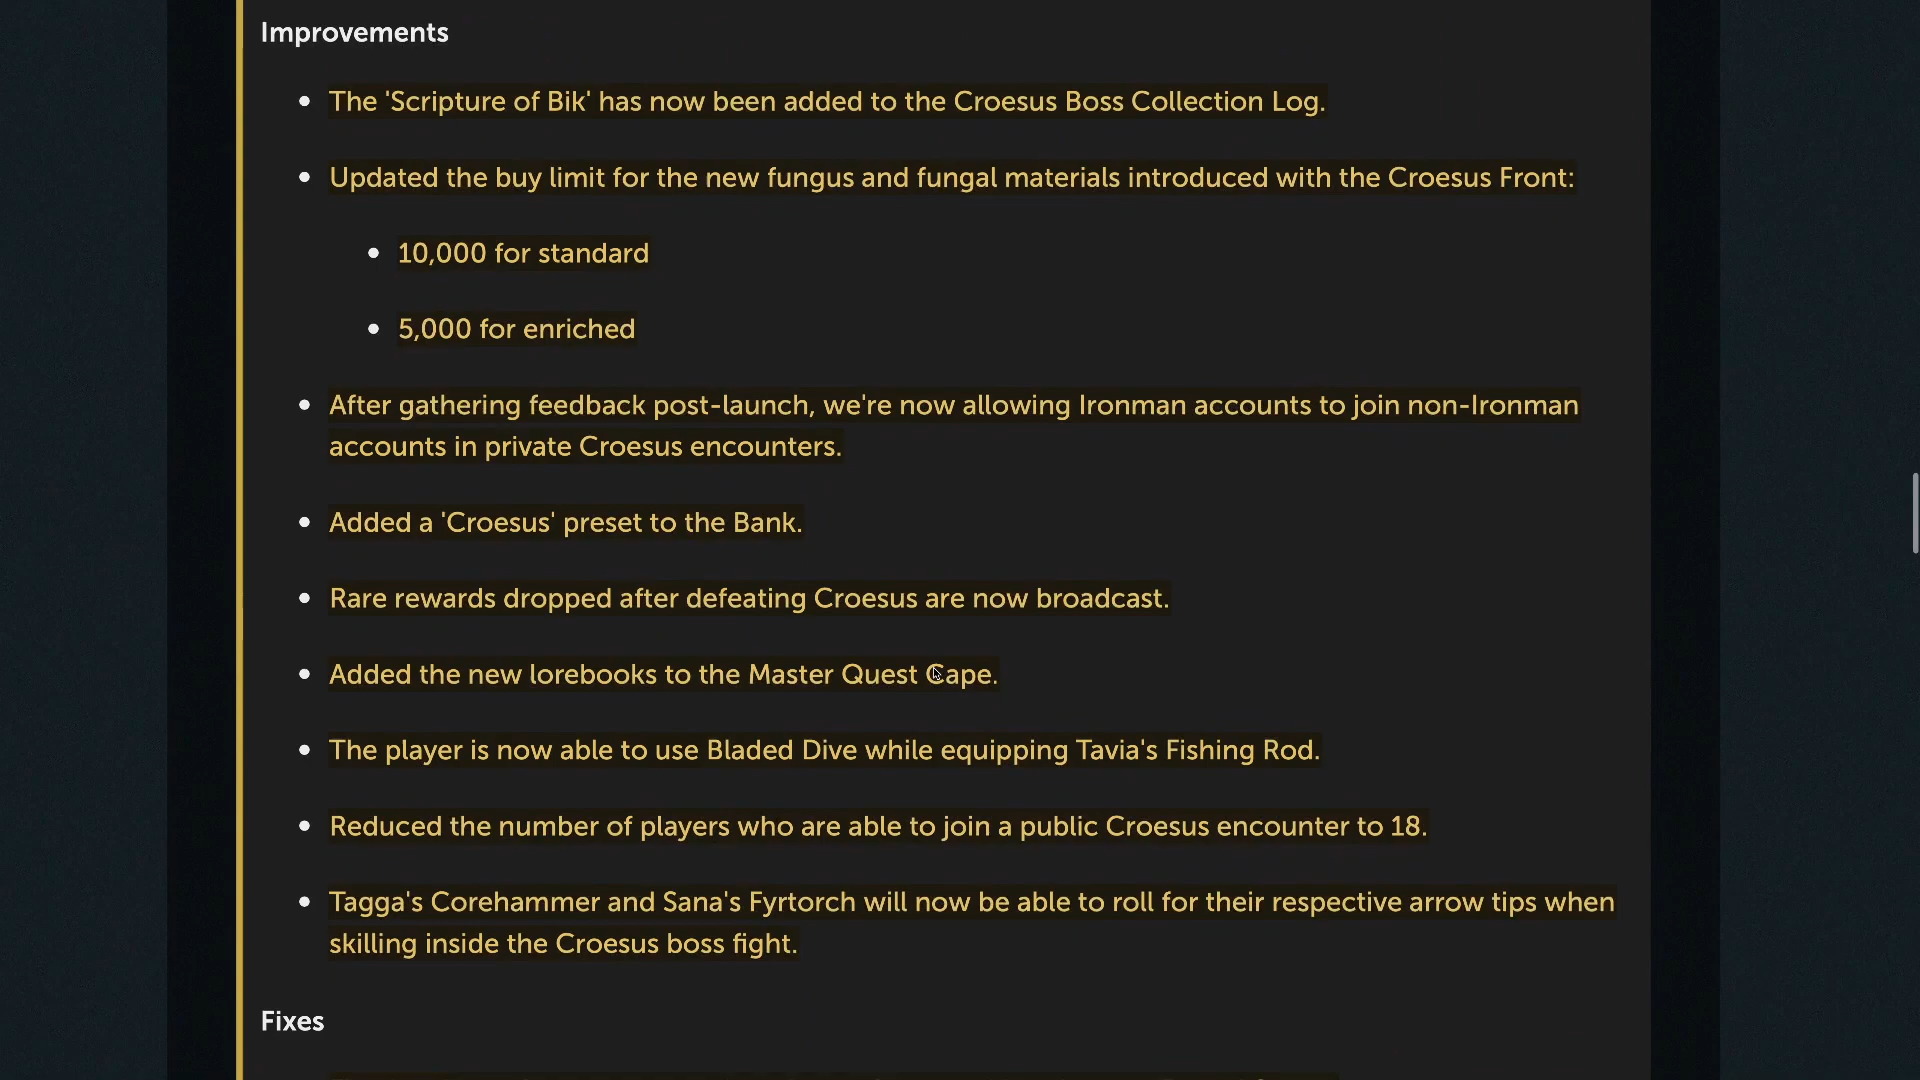 Improvements
The 'Scripture of Bik' has now been added to the Croesus Boss Collection Log.
Updated the buy limit for the new fungus and fungal materials introduced with the Croesus Front:
10,000 for standard
5,000 for enriched
After gathering feedback post-launch, we're now allowing Ironman accounts to join non-Ironman
accounts in private Croesus encounters.
Added a 'Croesus' preset to the Bank.
Rare rewards dropped after defeating Croesus are now broadcast.
Added the new lorebooks to the Master Quest Cape.
The player is now able to use Bladed Dive while equipping Tavia's Fishing Rod.
Reduced the number of players who are able to join a public Croesus encounter to 18.
Tagga's Corehammer and Sana's Fyrtorch will now be able to roll for their respective arrow tips when
skilling inside the Croesus boss fight.
Fixes